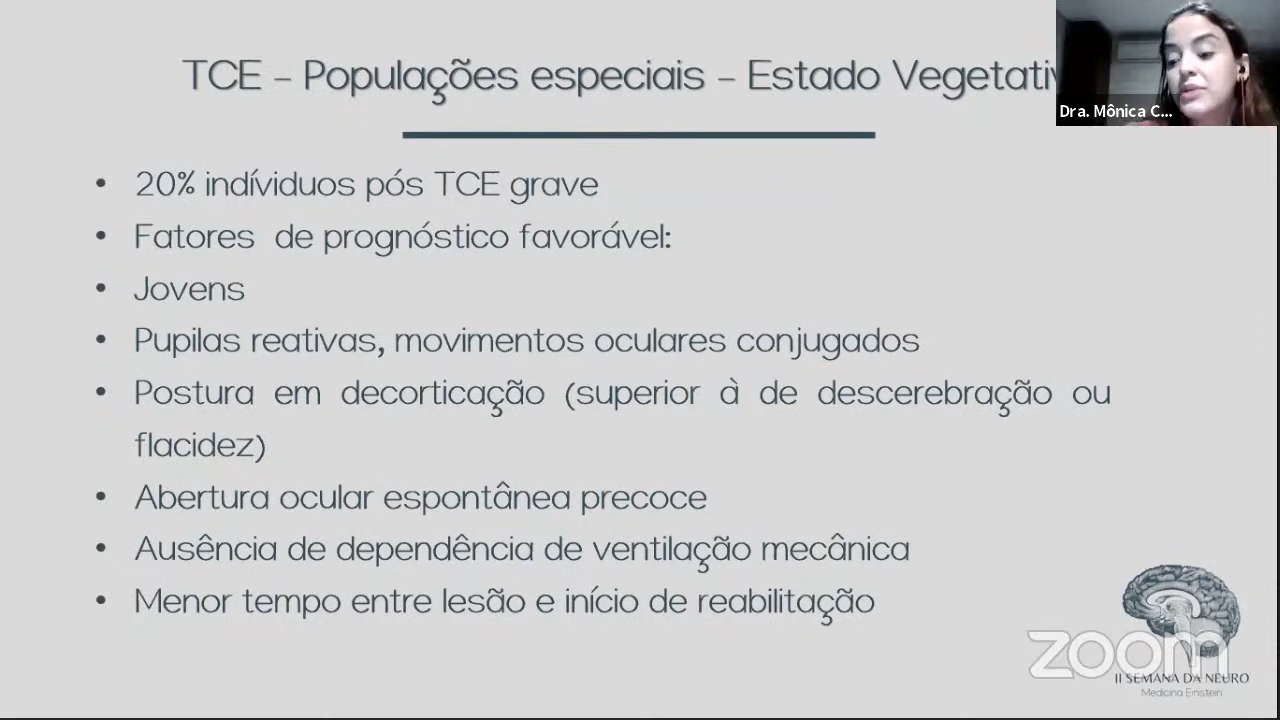 TCE – Populações especiais – Estado Vegetativ
Dra. Mônica C...
• 20% indíviduos pós TCE grave
• Fatores de prognóstico favorável:
• Jovens
• Pupilas reativas, movimentos oculares conjugados
• Postura em decorticação (superior à de descerebração ou
flacidez)
• Abertura ocular espontânea precoce
• Ausência de dependência de ventilação mecânica
• Menor tempo entre lesão e início de reabilitação
zoom
II SEMANA DA NEURO
Medicina Einstein